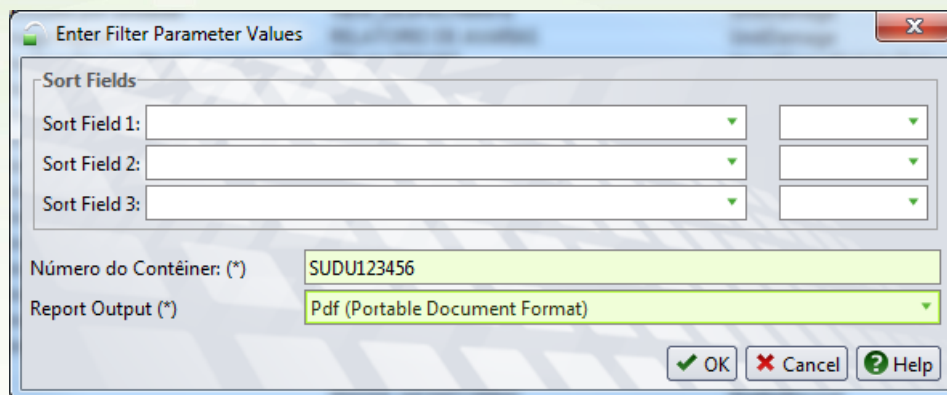 Enter Filter Parameter Values
Sort Fields
Sort Field 1:
Sort Field 2:
Sort Field 3:
Número do Contêiner: (*) SUDU123456
Report Output (*) Pdf (Portable Document Format)
OK Cancel Help